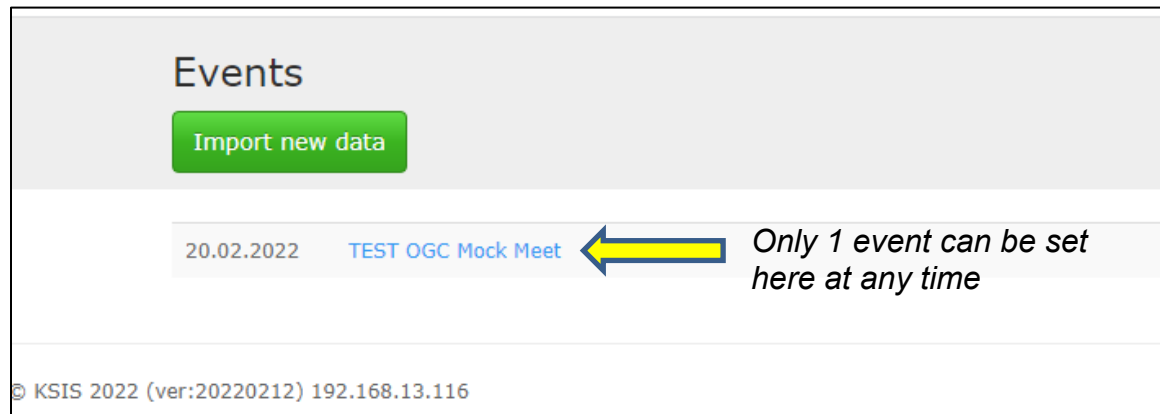 Events
Import new data
20.02.2022 TEST OGC Mock Meet
Only 1 event can be set
here at any time
© KSIS 2022 (ver:20220212) 192.168.13.116